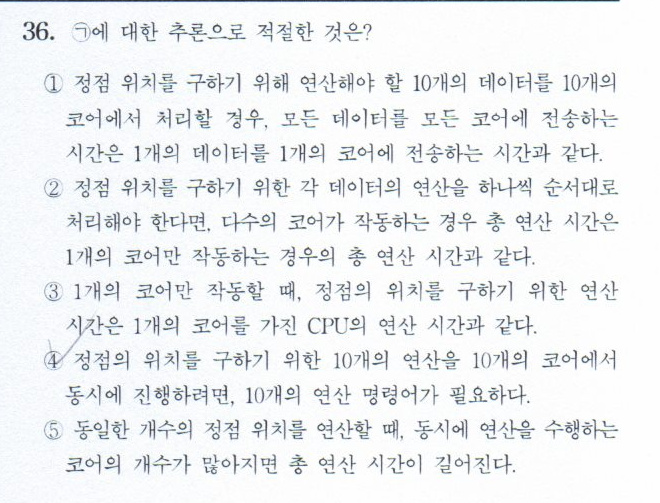 36. ㉠에 대한 추론으로 적절한 것은?
① 정점 위치를 구하기 위해 연산해야 할 10개의 데이터를 10개의
코어에서 처리할 경우, 모든 데이터를 모든 코어에 전송하는
시간은 1개의 데이터를 1개의 코어에 전송하는 시간과 같다.
② 정점 위치를 구하기 위한 각 데이터의 연산을 하나씩 순서대로
처리해야 한다면, 다수의 코어가 작동하는 경우 총 연산 시간은
1개의 코어만 작동하는 경우의 총 연산 시간과 같다.
③ 1개의 코어만 작동할 때, 정점의 위치를 구하기 위한 연산
시간은 1개의 코어를 가진 CPU의 연산 시간과 같다.
④ 정점의 위치를 구하기 위한 10개의 연산을 10개의 코어에서
동시에 진행하려면, 10개의 연산 명령어가 필요하다.
⑤ 동일한 개수의 정점 위치를 연산할 때, 동시에 연산을 수행하는
코어의 개수가 많아지면 총 연산 시간이 길어진다.